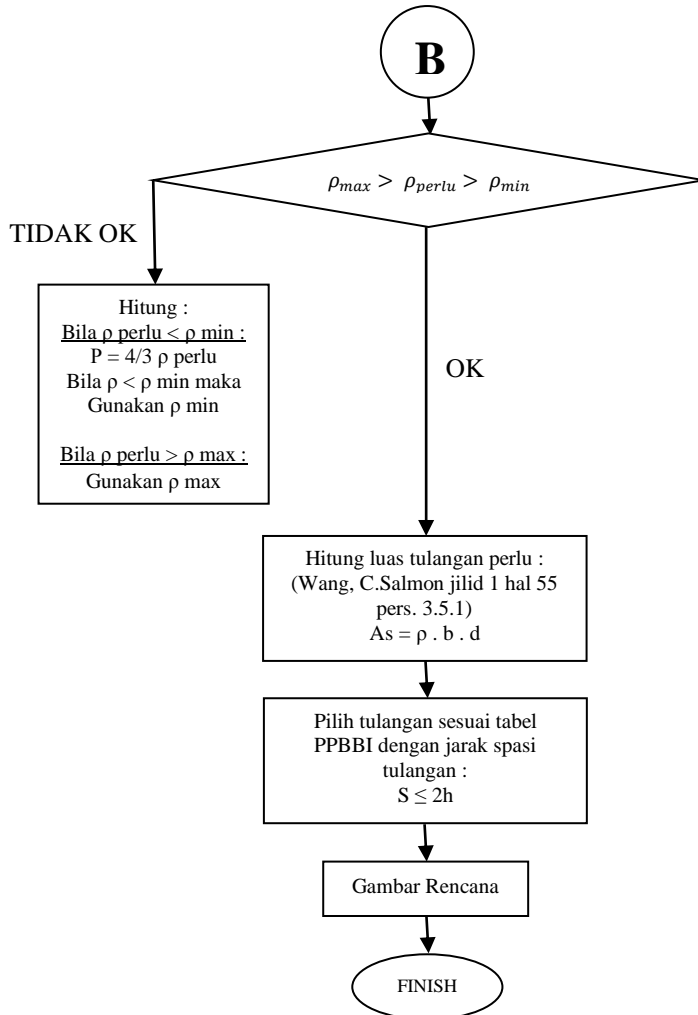 B
ρmax > ρperlu > ρmin
TIDAK OK
Hitung :
Bila ρ perlu < ρ min :
P = 4/3 ρ perlu
Bila ρ < ρ min maka
Gunakan ρ min
Bila ρ perlu > ρ max :
Gunakan ρ max
OK
Hitung luas tulangan perlu :
(Wang, C.Salmon jilid 1 hal 55
pers. 3.5.1)
As = ρ . b . d
Pilih tulangan sesuai tabel
PPBBI dengan jarak spasi
tulangan :
S ≤ 2h
Gambar Rencana
FINISH